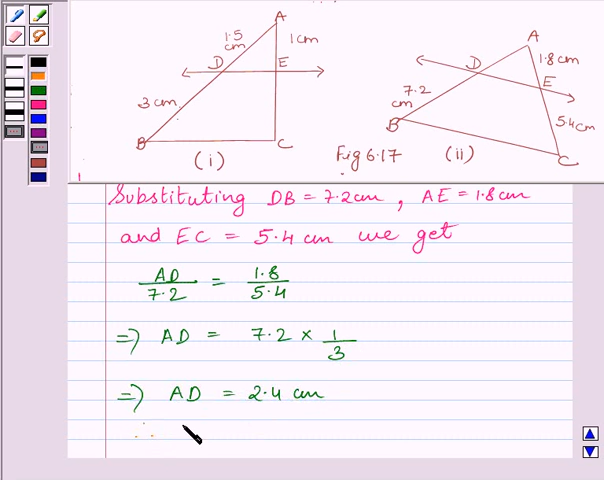 A
1.5 cm
1cm
D
E
3 cm
B
C
(i)
Fig 6.17
A
D
1.8cm
E
7.2 cm
5.4cm
B
C
(ii)
Substituting DB = 7.2cm, AE = 1.8cm
and EC = 5.4 cm we get
AD/7.2 = 1.8/5.4
=> AD = 7.2 × 1/3
=> AD = 2.4 cm
∴